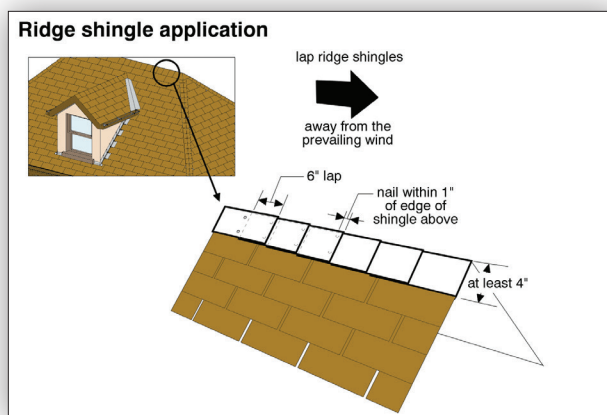 Ridge shingle application
lap ridge shingles
away from the
prevailing wind
6" lap
nail within 1"
of edge of
shingle above
at least 4"